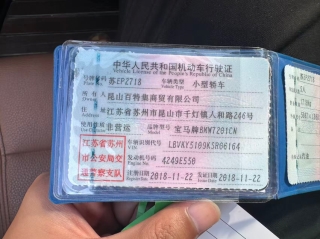 中华人民共和国机动车行驶证
Vehicle License of the People's Republic of China
号牌号码 苏EP2718 车辆类型 小型轿车
所有人 昆山百特集商贸有限公司
住址 江苏省苏州市昆山市千灯镇人和路246号
使用性质 非营运 品牌型号 宝马牌BMW7201CN
江苏省苏州市公安局交通警察支队
车辆识别代号 LBVKY5109KSR06164
发动机号码 4249E550
注册日期 2018-11-22 发证日期 2018-11-22